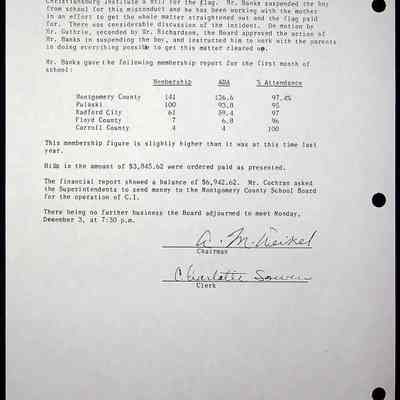 Christiansburg Institute a bill for the flag. Mr. Banks suspended the boy
from school for this misconduct and he has been working with the mother
in an effort to get the whole matter straightened out and the flag paid
for. There was considerable discussion of the incident. On motion by
Mr. Guthrie, seconded by Mr. Richardson, the Board approved the action of
Mr. Banks in suspending the boy, and instructed him to work with the parents
in doing everything possible to get this matter cleared up.
Mr. Banks gave the following membership report for the first month of
school:
Membership ADA % Attendance
Montgomery County 141 136.6 97.4%
Pulaski 100 93.8 95
Radford City 61 59.4 97
Floyd County 7 6.8 96
Carroll County 4 4 100
This membership figure is slightly higher than it was at this time last
year.
Bills in the amount of $3,845.62 were ordered paid as presented.
The financial report showed a balance of $6,942.62. Mr. Cochran asked
the Superintendents to send money to the Montgomery County School Board
for the operation of C.I.
There being no further business the Board adjourned to meet Monday,
December 3, at 7:30 p.m.
A. M. Weikel
Chairman
Charlotte
Clerk